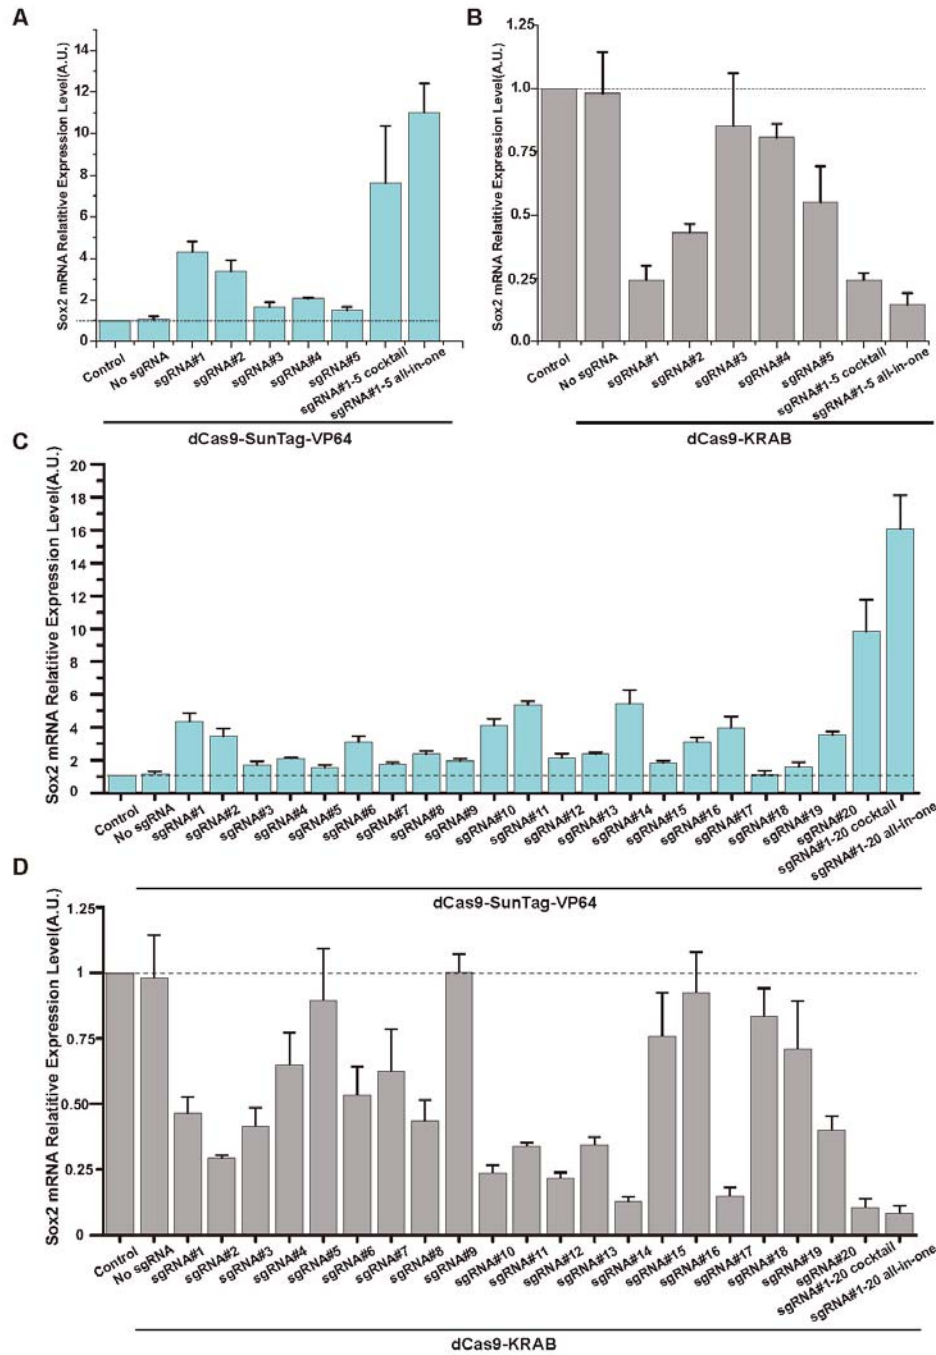 A
Sox2 mRNA Relatitive Expression Level(A.U.)
14
12
10
8
6
4
2
0
Control
No sgRNA
sgRNA#1
sgRNA#2
sgRNA#3
sgRNA#4
sgRNA#5
sgRNA#1-5 cocktail
sgRNA#1-5 all-in-one
dCas9-SunTag-VP64
B
Sox2 mRNA Relatitive Expression Level(A.U.)
1.25
1.0
0.75
0.5
0.25
0.0
Control
No sgRNA
sgRNA#1
sgRNA#2
sgRNA#3
sgRNA#4
sgRNA#5
sgRNA#1-5 cocktail
sgRNA#1-5 all-in-one
dCas9-KRAB
C
Sox2 mRNA Relatitive Expression Level(A.U.)
20
18
16
14
12
10
8
6
4
2
0
Control
No sgRNA
sgRNA#1
sgRNA#2
sgRNA#3
sgRNA#4
sgRNA#5
sgRNA#6
sgRNA#7
sgRNA#8
sgRNA#9
sgRNA#10
sgRNA#11
sgRNA#12
sgRNA#13
sgRNA#14
sgRNA#15
sgRNA#16
sgRNA#17
sgRNA#18
sgRNA#19
sgRNA#20
sgRNA#1-20 cocktail
sgRNA#1-20 all-in-one
dCas9-SunTag-VP64
D
Sox2 mRNA Relatitive Expression Level(A.U.)
1.25
1
0.75
0.50
0.25
0
Control
No sgRNA
sgRNA#1
sgRNA#2
sgRNA#3
sgRNA#4
sgRNA#5
sgRNA#6
sgRNA#7
sgRNA#8
sgRNA#9
sgRNA#10
sgRNA#11
sgRNA#12
sgRNA#13
sgRNA#14
sgRNA#15
sgRNA#16
sgRNA#17
sgRNA#18
sgRNA#19
sgRNA#20
sgRNA#1-20 cocktail
sgRNA#1-20 all-in-one
dCas9-KRAB